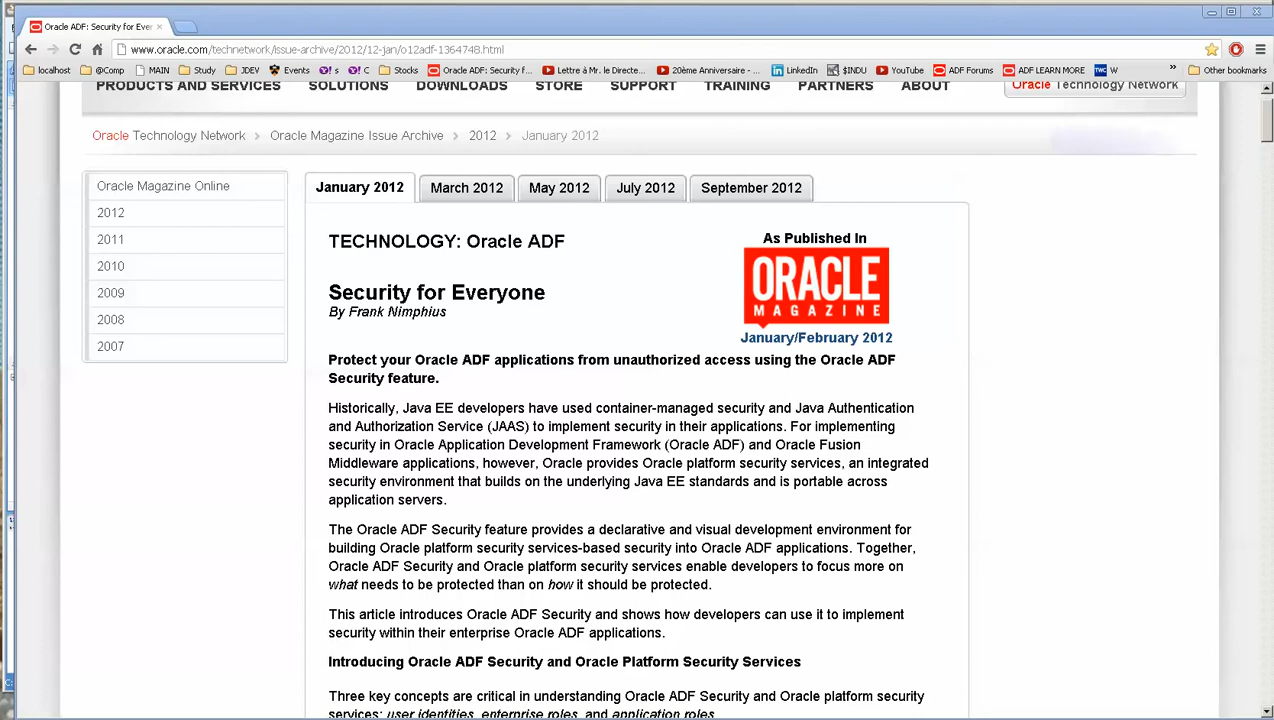 Oracle ADF: Security for Ever
www.oracle.com/technetwork/issue-archive/2012/12-jan/o12adf-1364748.html
localhost @Comp MAIN Study JDEV Events Y! s Y! C Stocks Oracle ADF: Security f... Lettre à Mr. le Directe... 20ème Anniversaire - ... LinkedIn $INDU YouTube ADF Forums ADF LEARN MORE W » Other bookmarks
PRODUCTS AND SERVICES SOLUTIONS DOWNLOADS STORE SUPPORT TRAINING PARTNERS ABOUT Oracle Technology Network
Oracle Technology Network > Oracle Magazine Issue Archive > 2012 > January 2012
Oracle Magazine Online
2012
2011
2010
2009
2008
2007
January 2012 March 2012 May 2012 July 2012 September 2012
TECHNOLOGY: Oracle ADF
As Published In
ORACLE
MAGAZINE
January/February 2012
Security for Everyone
By Frank Nimphius
Protect your Oracle ADF applications from unauthorized access using the Oracle ADF
Security feature.
Historically, Java EE developers have used container-managed security and Java Authentication
and Authorization Service (JAAS) to implement security in their applications. For implementing
security in Oracle Application Development Framework (Oracle ADF) and Oracle Fusion
Middleware applications, however, Oracle provides Oracle platform security services, an integrated
security environment that builds on the underlying Java EE standards and is portable across
application servers.
The Oracle ADF Security feature provides a declarative and visual development environment for
building Oracle platform security services-based security into Oracle ADF applications. Together,
Oracle ADF Security and Oracle platform security services enable developers to focus more on
what needs to be protected than on how it should be protected.
This article introduces Oracle ADF Security and shows how developers can use it to implement
security within their enterprise Oracle ADF applications.
Introducing Oracle ADF Security and Oracle Platform Security Services
Three key concepts are critical in understanding Oracle ADF Security and Oracle platform security
services: user identities, enterprise roles, and application roles